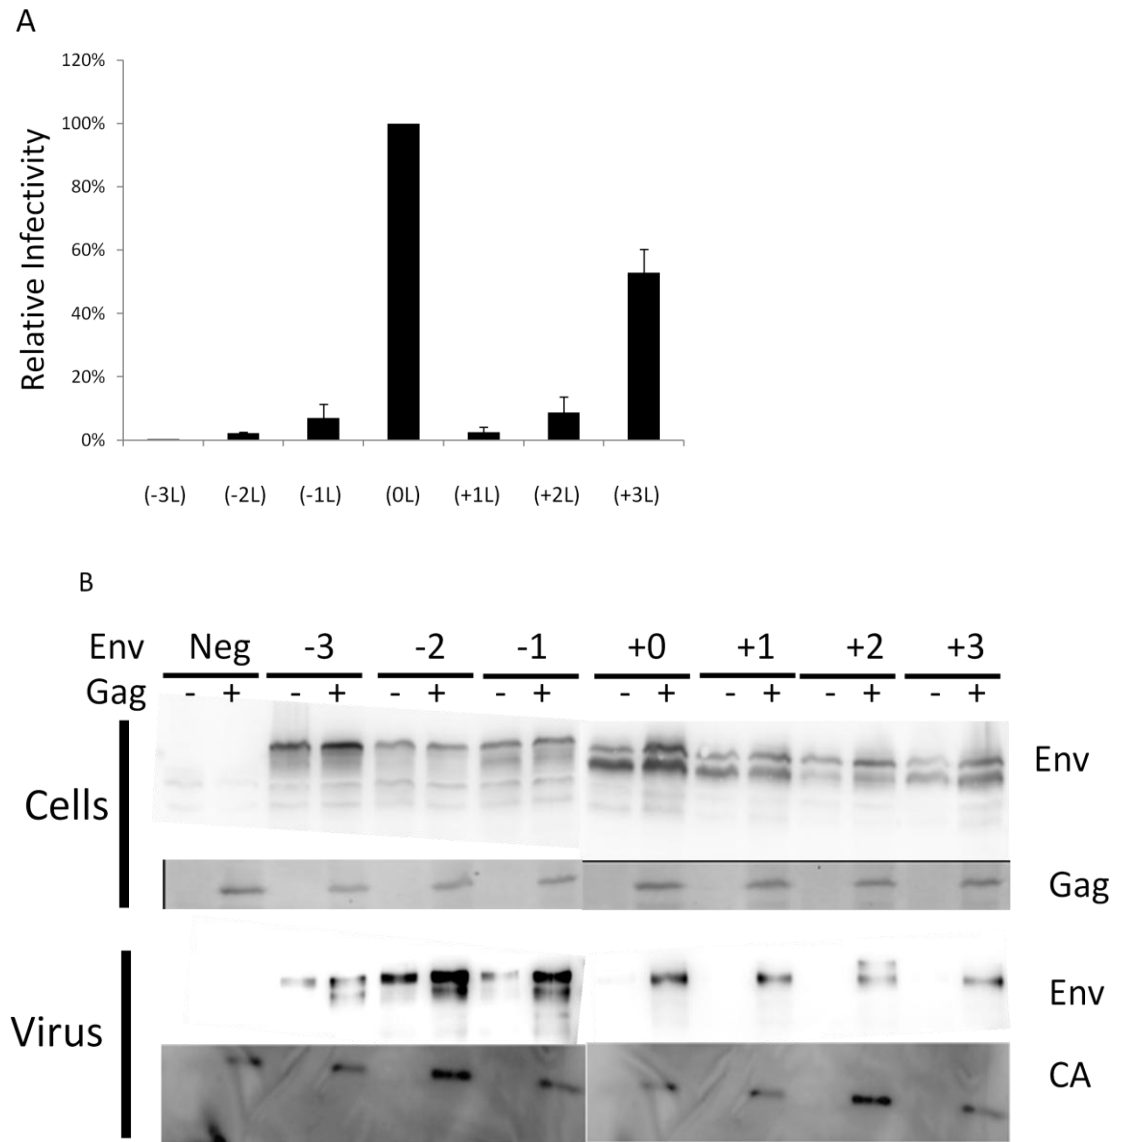 A
120%
100%
80%
60%
40%
20%
0%
Relative Infectivity
(-3L) (-2L) (-1L) (0L) (+1L) (+2L) (+3L)
B
Env Neg -3 -2 -1 +0 +1 +2 +3
Gag - + - + - + - + - + - + - + - +
Cells
Env
Gag
Virus
Env
CA